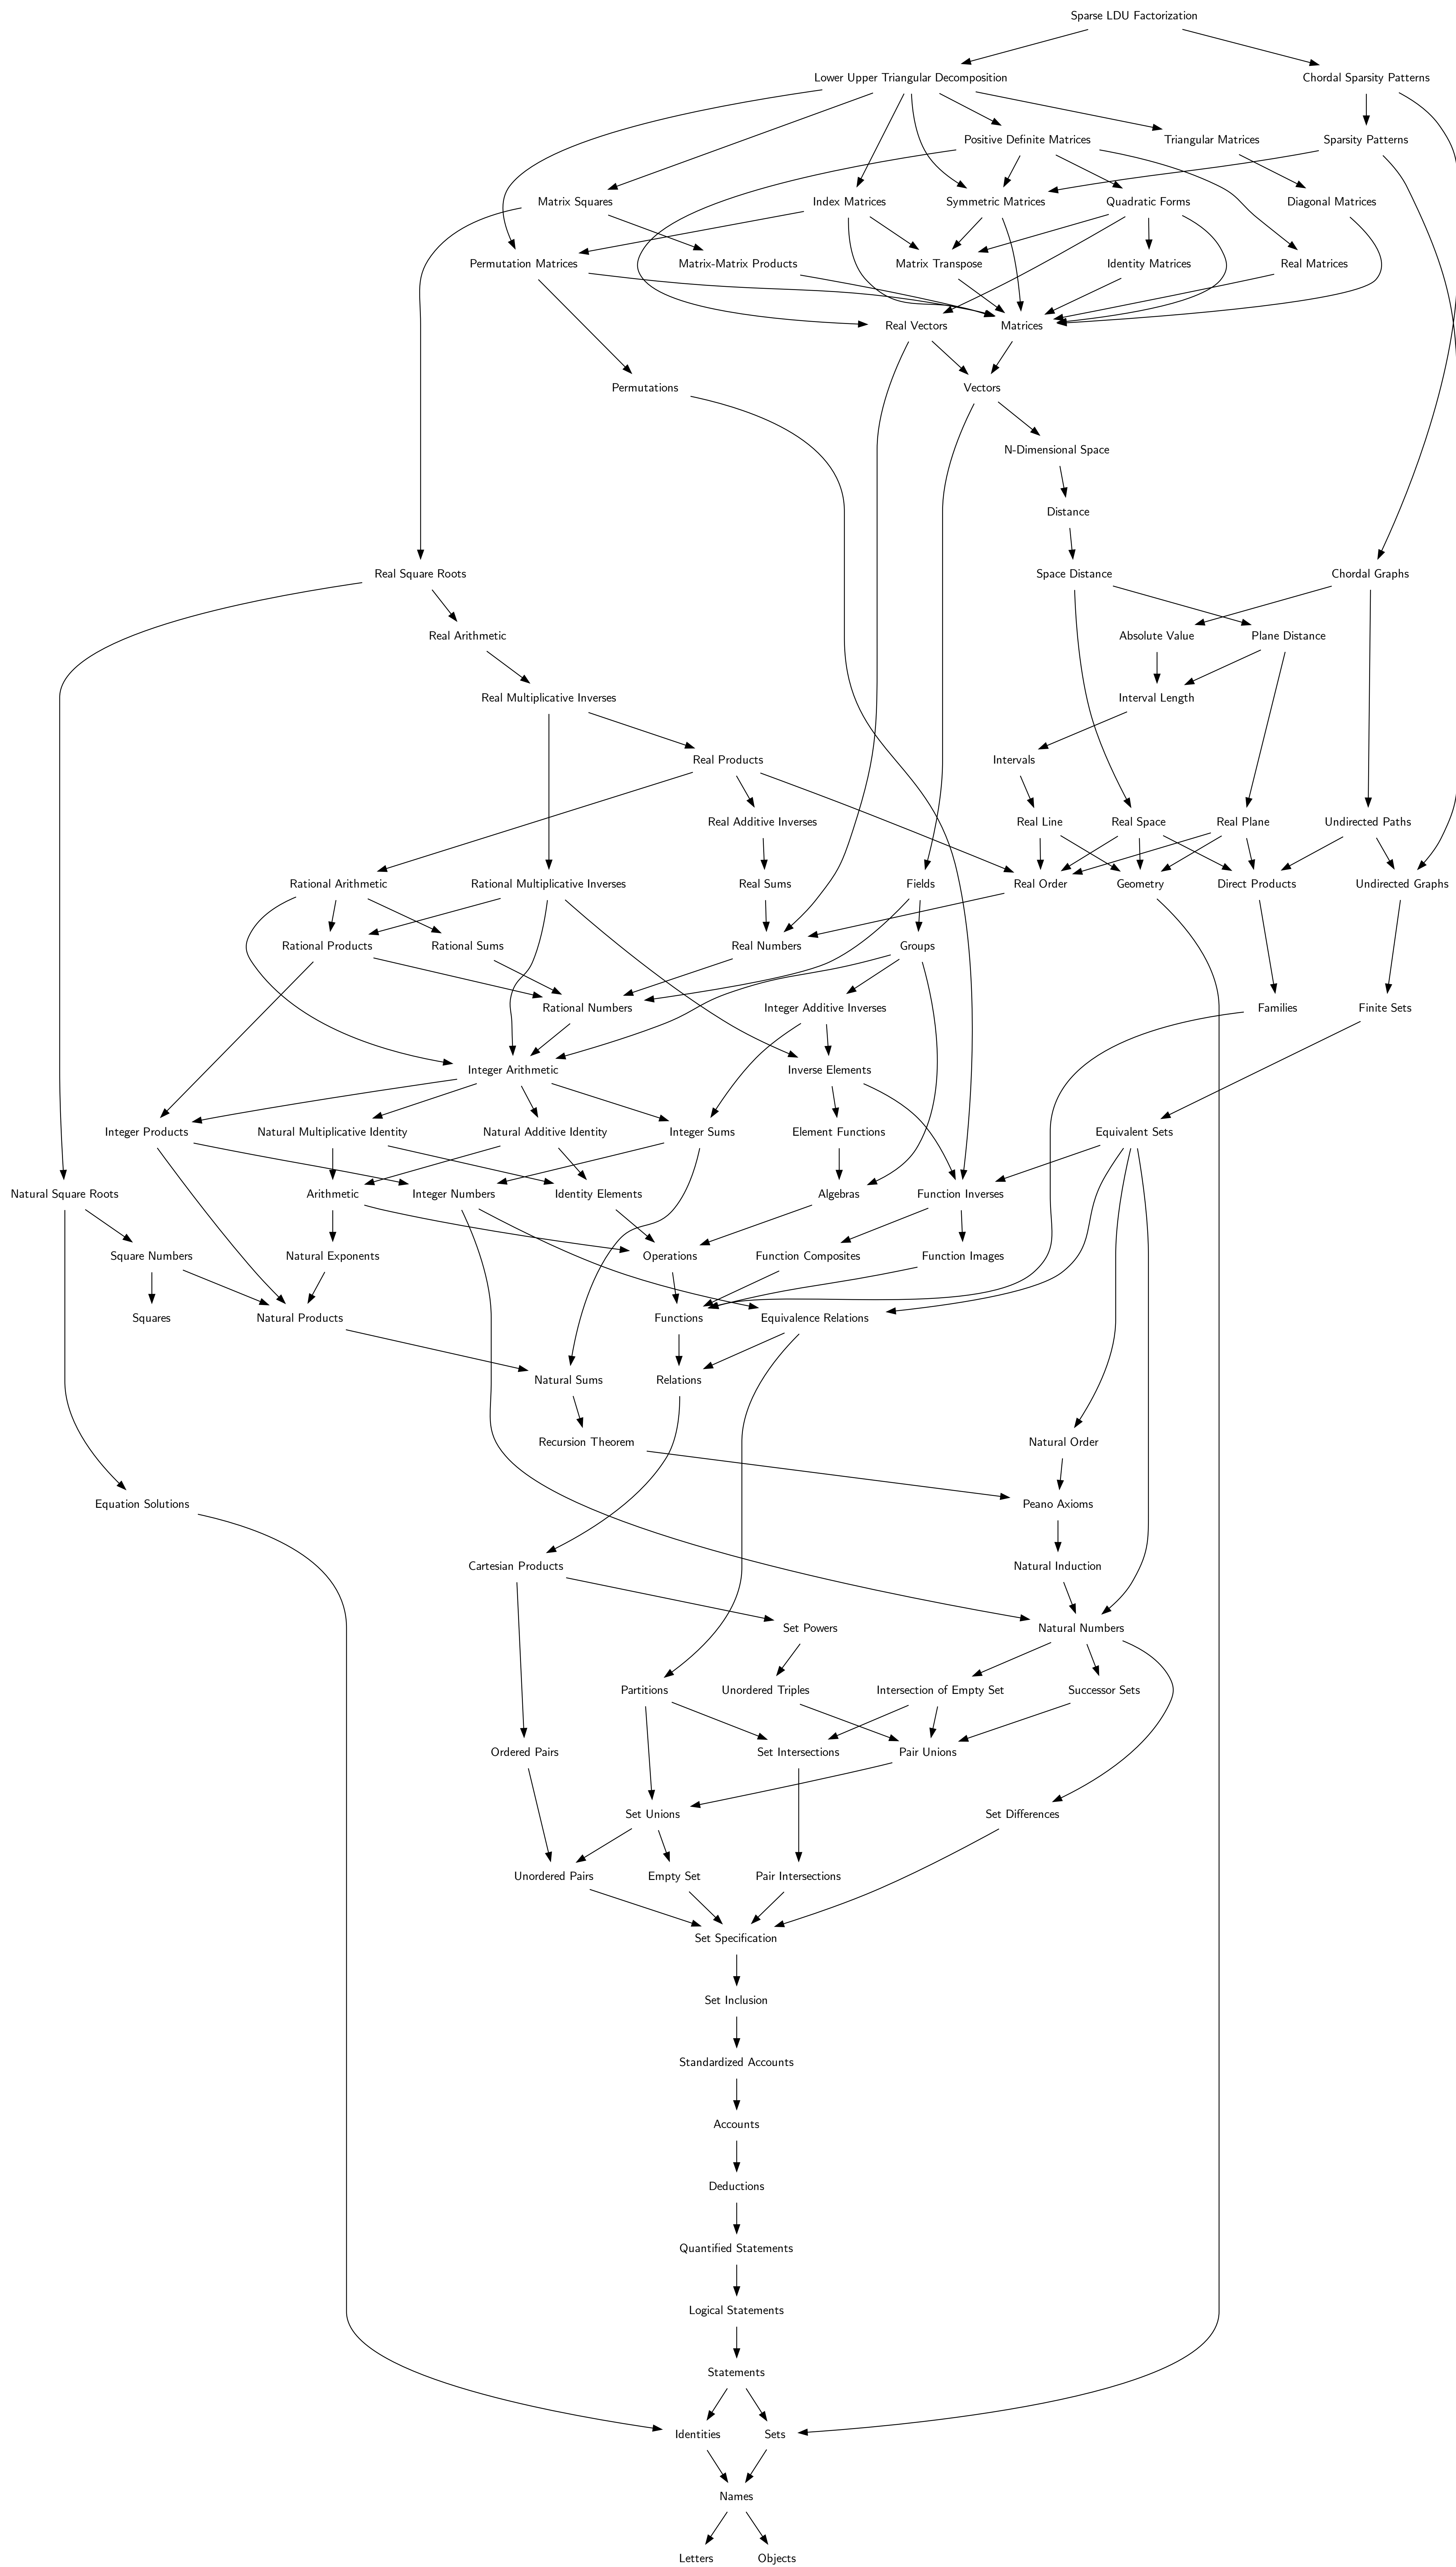 Sparse LDU Factorization
Lower Upper Triangular Decomposition
Chordal Sparsity Patterns
Positive Definite Matrices
Triangular Matrices
Sparsity Patterns
Matrix Squares
Index Matrices
Symmetric Matrices
Quadratic Forms
Diagonal Matrices
Permutation Matrices
Matrix-Matrix Products
Matrix Transpose
Identity Matrices
Real Matrices
Real Vectors
Matrices
Permutations
Vectors
N-Dimensional Space
Distance
Real Square Roots
Space Distance
Chordal Graphs
Real Arithmetic
Absolute Value
Plane Distance
Real Multiplicative Inverses
Interval Length
Real Products
Intervals
Real Additive Inverses
Real Line
Real Space
Real Plane
Undirected Paths
Rational Arithmetic
Rational Multiplicative Inverses
Real Sums
Fields
Real Order
Geometry
Direct Products
Undirected Graphs
Rational Products
Rational Sums
Real Numbers
Groups
Rational Numbers
Integer Additive Inverses
Families
Finite Sets
Integer Arithmetic
Inverse Elements
Integer Products
Natural Multiplicative Identity
Natural Additive Identity
Integer Sums
Element Functions
Equivalent Sets
Natural Square Roots
Arithmetic
Integer Numbers
Identity Elements
Algebras
Function Inverses
Square Numbers
Natural Exponents
Operations
Function Composites
Function Images
Squares
Natural Products
Functions
Equivalence Relations
Natural Sums
Relations
Recursion Theorem
Natural Order
Equation Solutions
Peano Axioms
Cartesian Products
Natural Induction
Set Powers
Natural Numbers
Partitions
Unordered Triples
Intersection of Empty Set
Successor Sets
Ordered Pairs
Set Intersections
Pair Unions
Set Unions
Set Differences
Unordered Pairs
Empty Set
Pair Intersections
Set Specification
Set Inclusion
Standardized Accounts
Accounts
Deductions
Quantified Statements
Logical Statements
Statements
Identities
Sets
Names
Letters
Objects